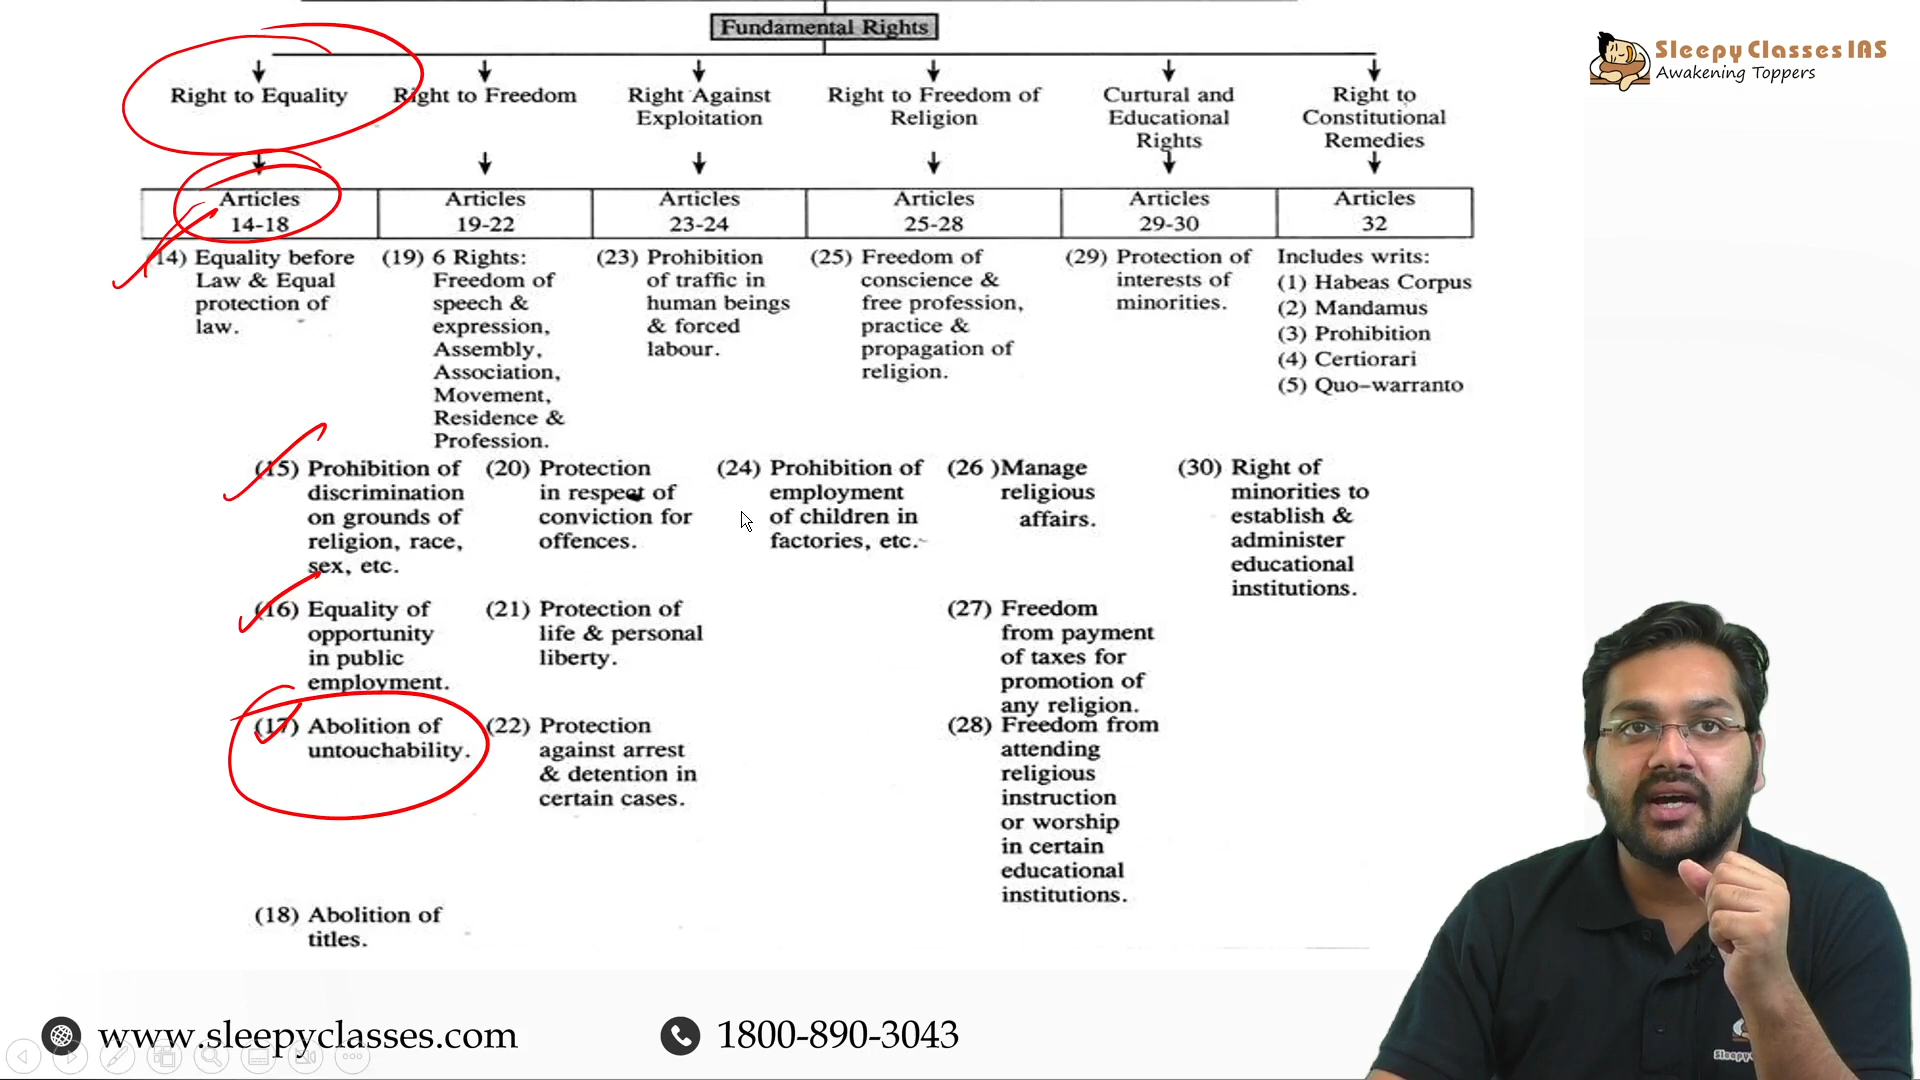 Fundamental Rights
Sleepy Classes IAS
Awakening Toppers
Right to Equality
Right to Freedom
Right Against
Exploitation
Right to Freedom of
Religion
Curtural and
Educational
Rights
Right to
Constitutional
Remedies
Articles
14-18
Articles
19-22
Articles
23-24
Articles
25-28
Articles
29-30
Articles
32
(14) Equality before
Law & Equal
protection of
law.
(19) 6 Rights:
Freedom of
speech &
expression,
Assembly,
Association,
Movement,
Residence &
Profession.
(23) Prohibition
of traffic in
human beings
& forced
labour.
(25) Freedom of
conscience &
free profession,
practice &
propagation of
religion.
(29) Protection of
interests of
minorities.
Includes writs:
(1) Habeas Corpus
(2) Mandamus
(3) Prohibition
(4) Certiorari
(5) Quo-warranto
(15) Prohibition of
discrimination
on grounds of
religion, race,
sex, etc.
(20) Protection
in respect of
conviction for
offences.
(24) Prohibition of
employment
of children in
factories, etc.
(26 )Manage
religious
affairs.
(30) Right of
minorities to
establish &
administer
educational
institutions.
(16) Equality of
opportunity
in public
employment.
(21) Protection of
life & personal
liberty.
(27) Freedom
from payment
of taxes for
promotion of
any religion.
(17) Abolition of
untouchability.
(22) Protection
against arrest
& detention in
certain cases.
(28) Freedom from
attending
religious
instruction
or worship
in certain
educational
institutions.
(18) Abolition of
titles.
www.sleepyclasses.com
1800-890-3043